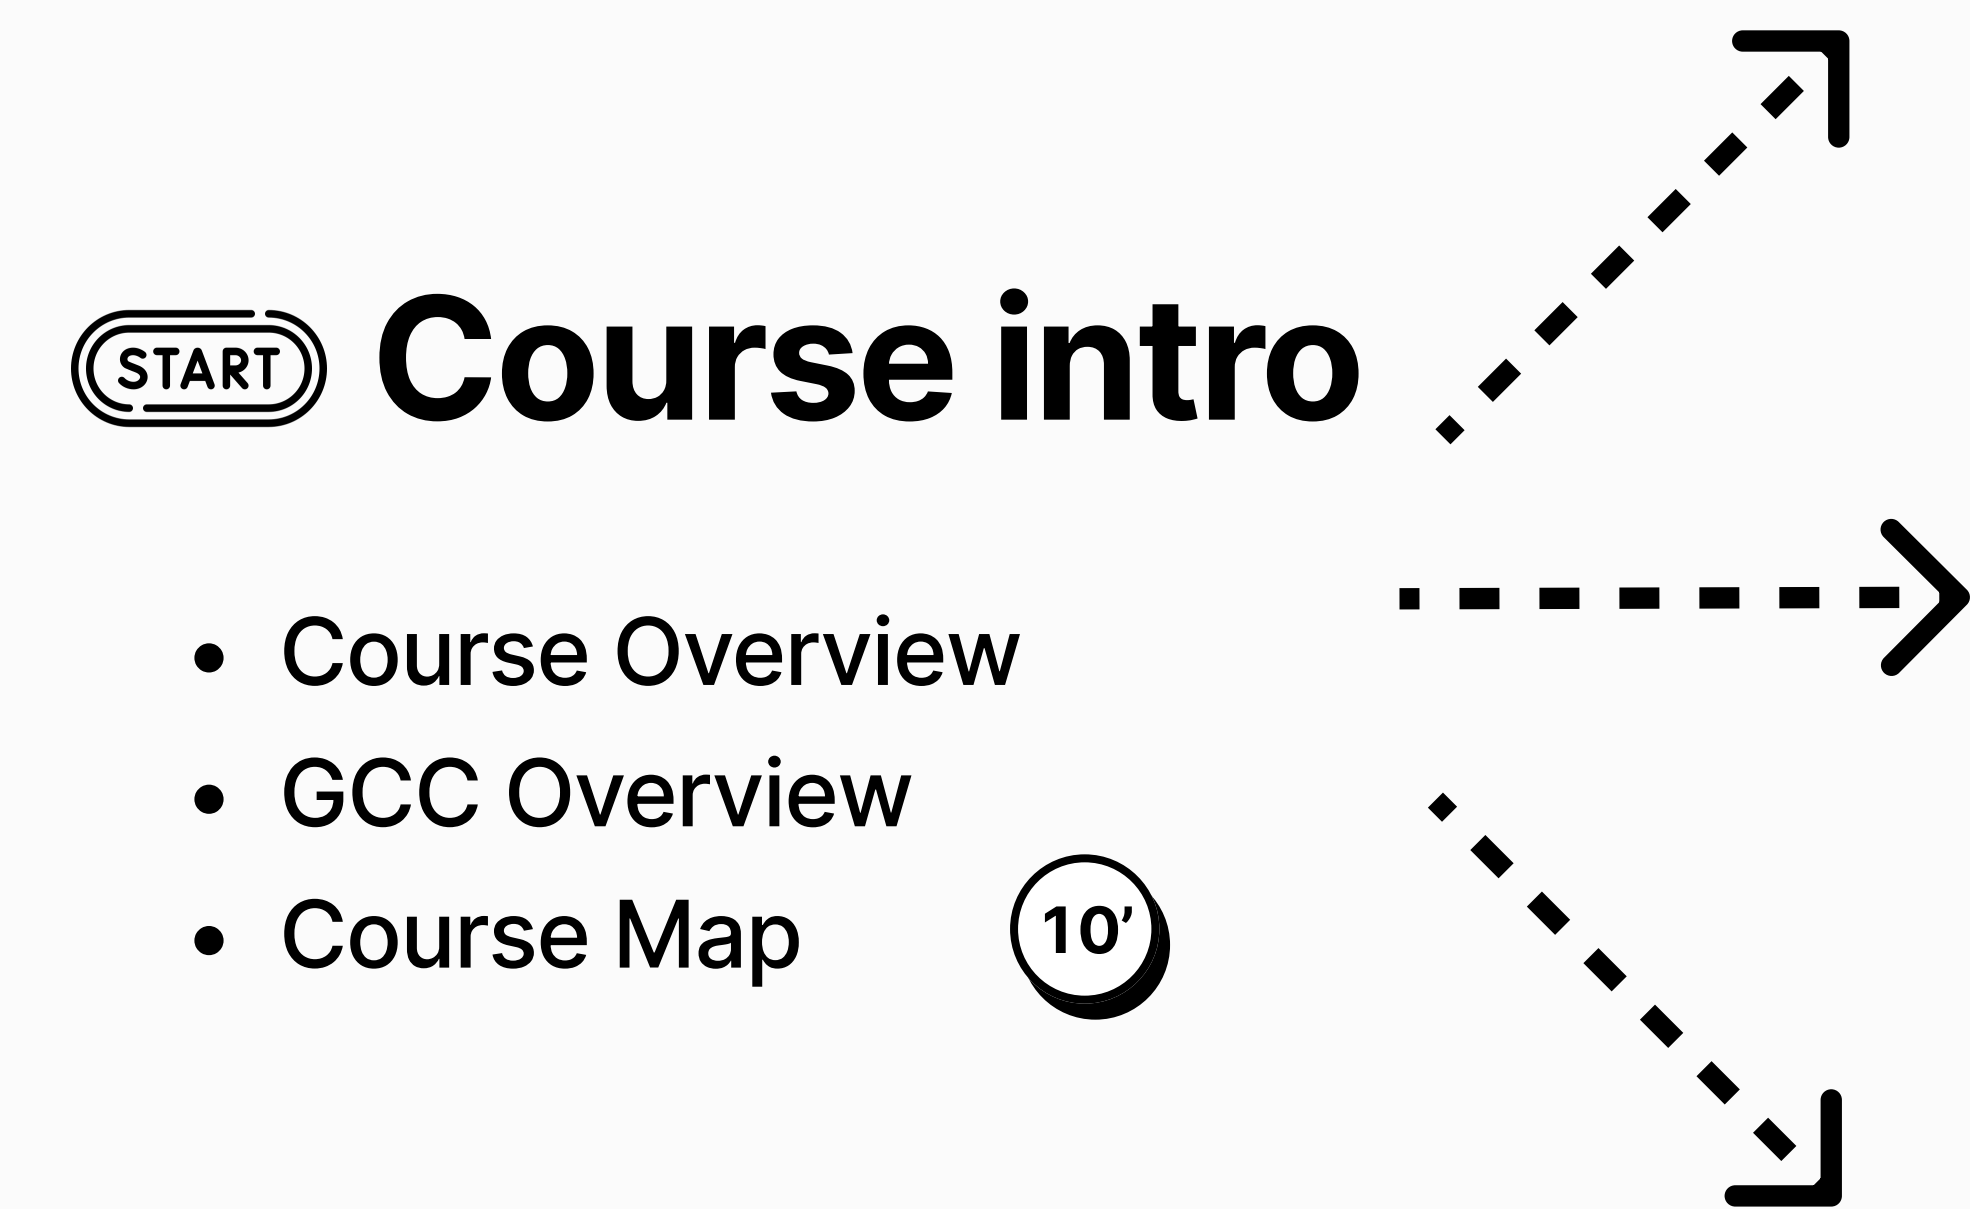 START
Course intro
• Course Overview
• GCC Overview
• Course Map
10’